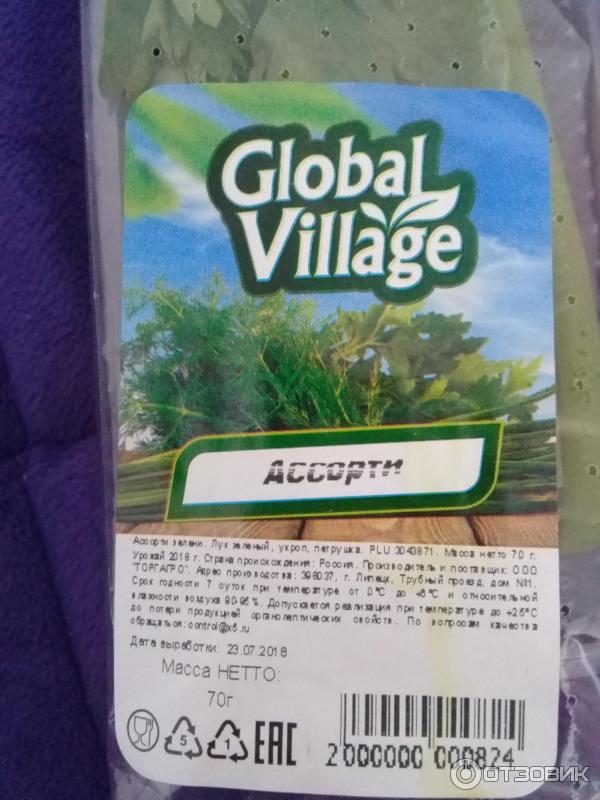 Global
Village
Ассорти
Ассорти зелени. Лук зеленый, укроп, петрушка. PLU 3043871. Масса нетто 70 г.
Урожай 2018 г. Страна происхождения: Россия. Производитель и поставщик: ООО
"ТОРГАГРО". Адрес производства: 398037, г. Липецк, Трубный проезд, дом №1.
Срок годности 7 суток при температуре от 0°C до +6°C и относительной
влажности воздуха 90-95%. Допускается реализация при температуре до +25°C
до потери продукцией органолептических свойств. По вопросам качества
обращаться: control@x5.ru
Дата выработки: 23.07.2018
Масса НЕТТО:
70г
5 1 EAC
2000000 000824
ОТЗОВИК